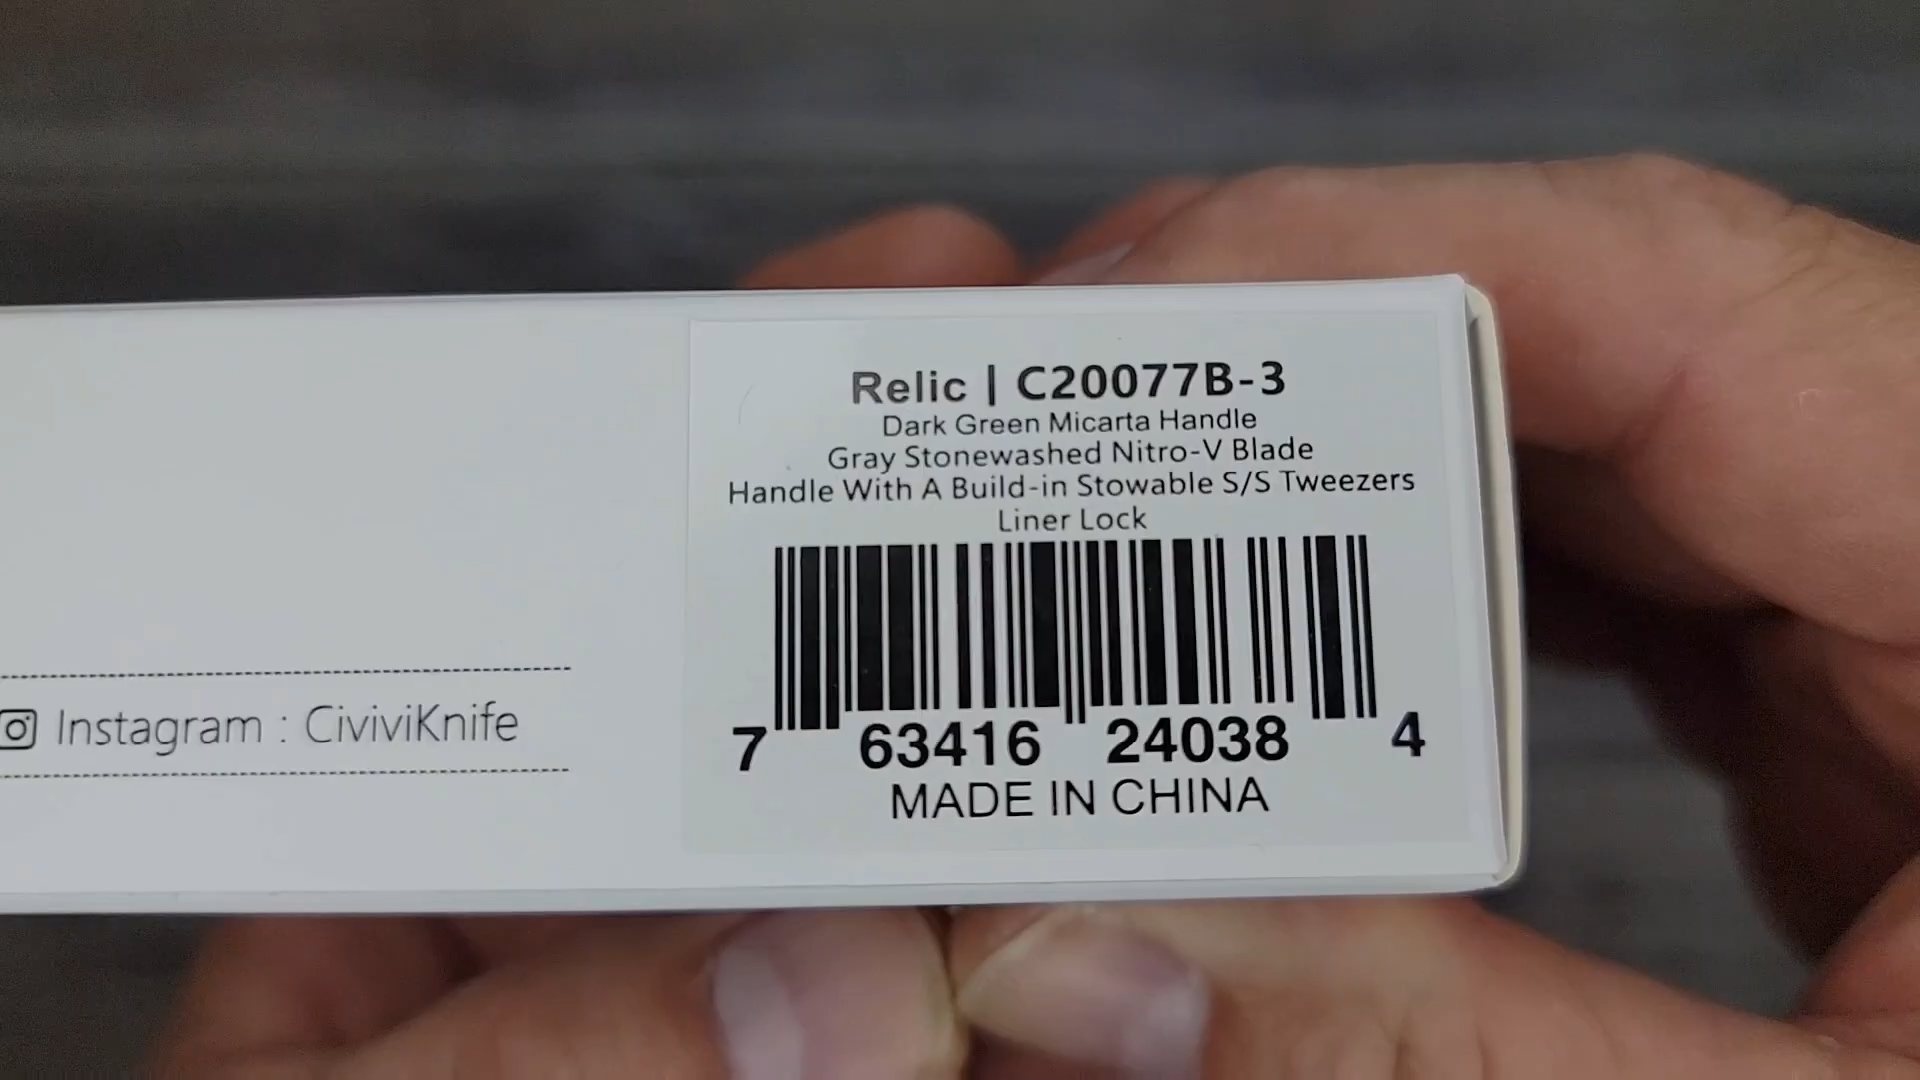 Relic | C20077B-3
Dark Green Micarta Handle
Gray Stonewashed Nitro-V Blade
Handle With A Build-in Stowable S/S Tweezers
Liner Lock
7 63416 24038 4
MADE IN CHINA
Instagram : CiviviKnife